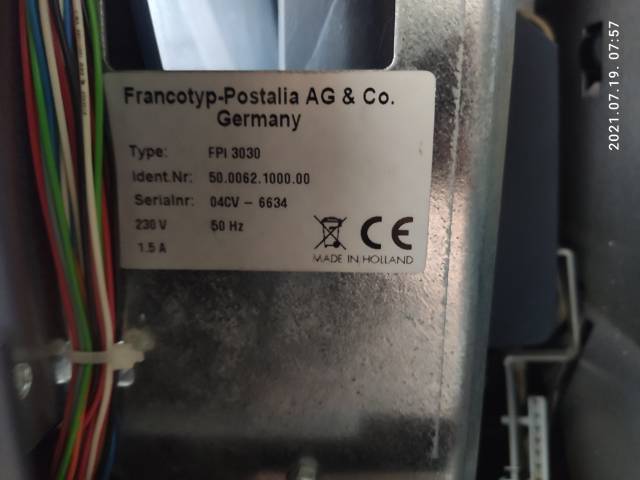 Francotyp-Postalia AG & Co.
Germany
Type: FPI 3030
Ident.Nr: 50.0062.1000.00
Serialnr: 04CV - 6634
230 V 50 Hz
1.5 A
CE
MADE IN HOLLAND
2021.07.19. 07:57